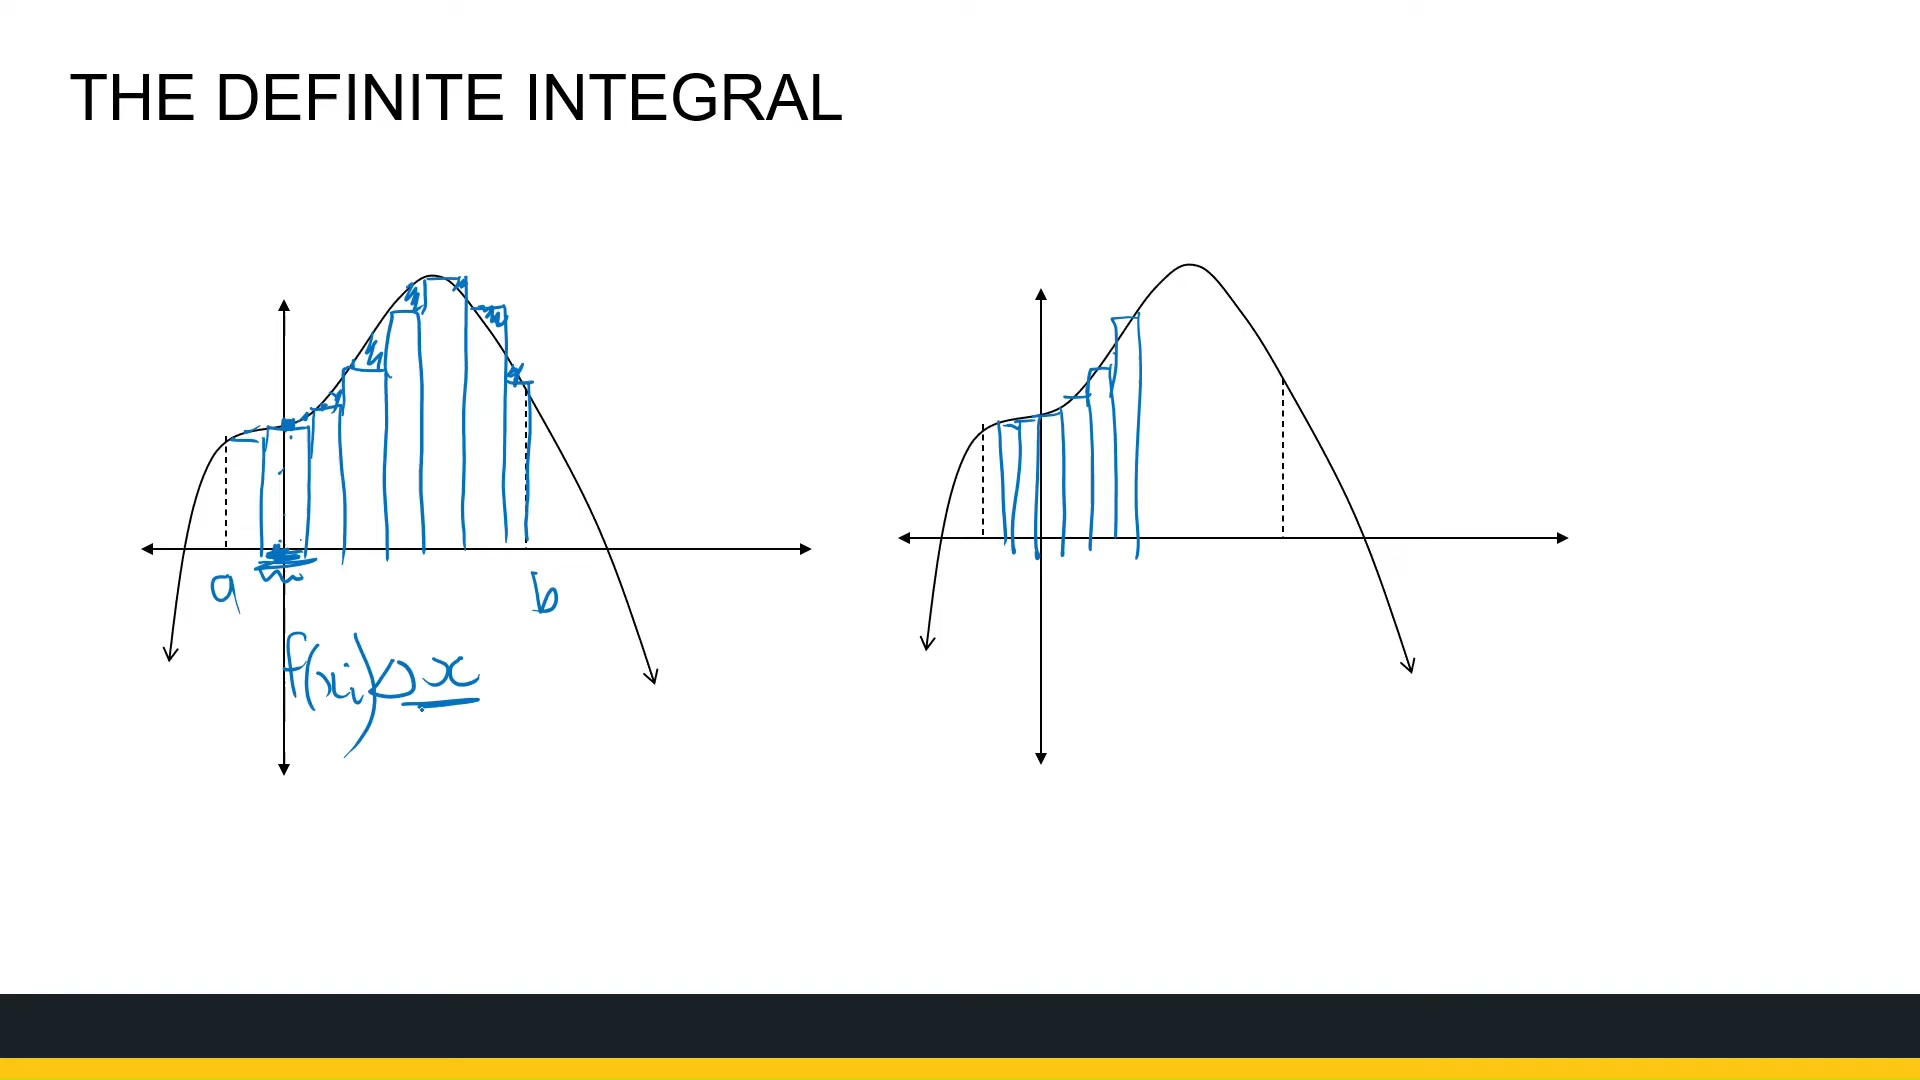 THE DEFINITE INTEGRAL
a b
f(xi)Δx